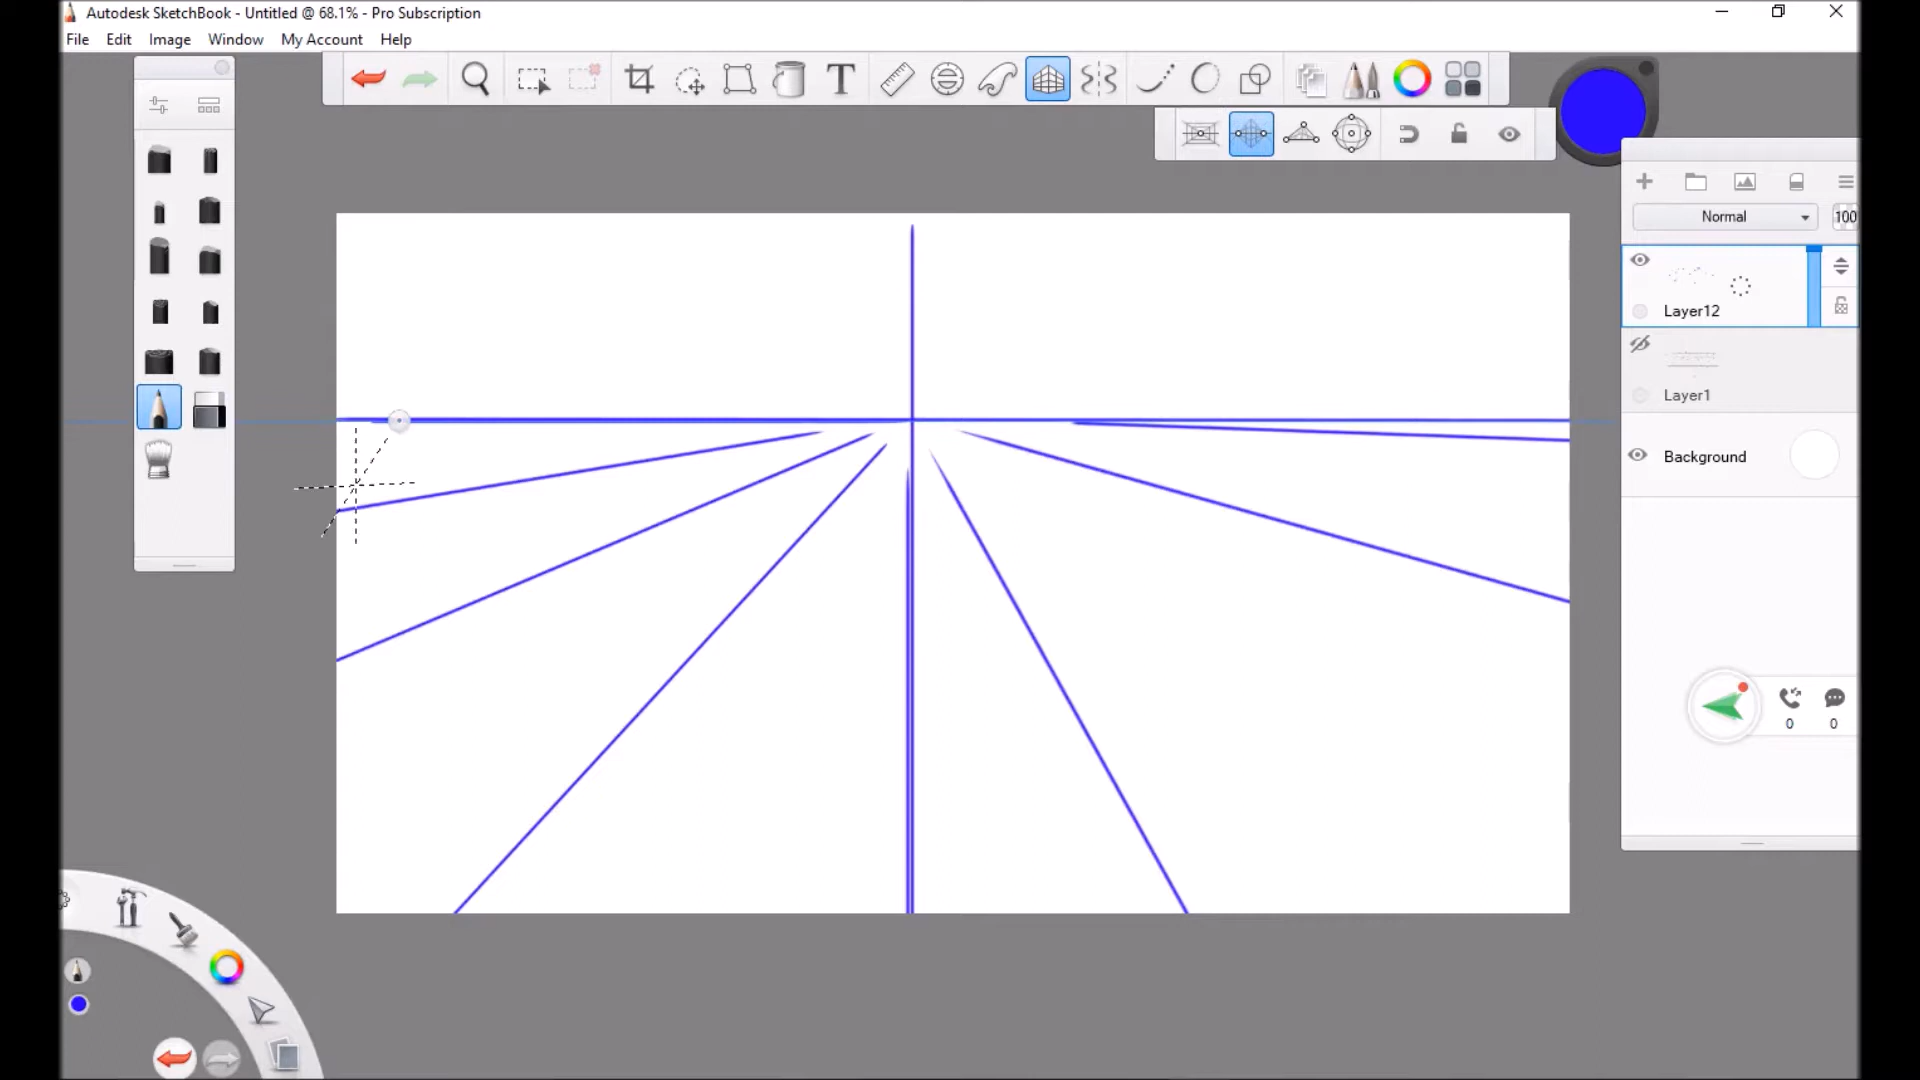 Autodesk SketchBook - Untitled @ 68.1% - Pro Subscription
File Edit Image Window My Account Help
T
Normal 100
Layer12
Layer1
Background
0 0